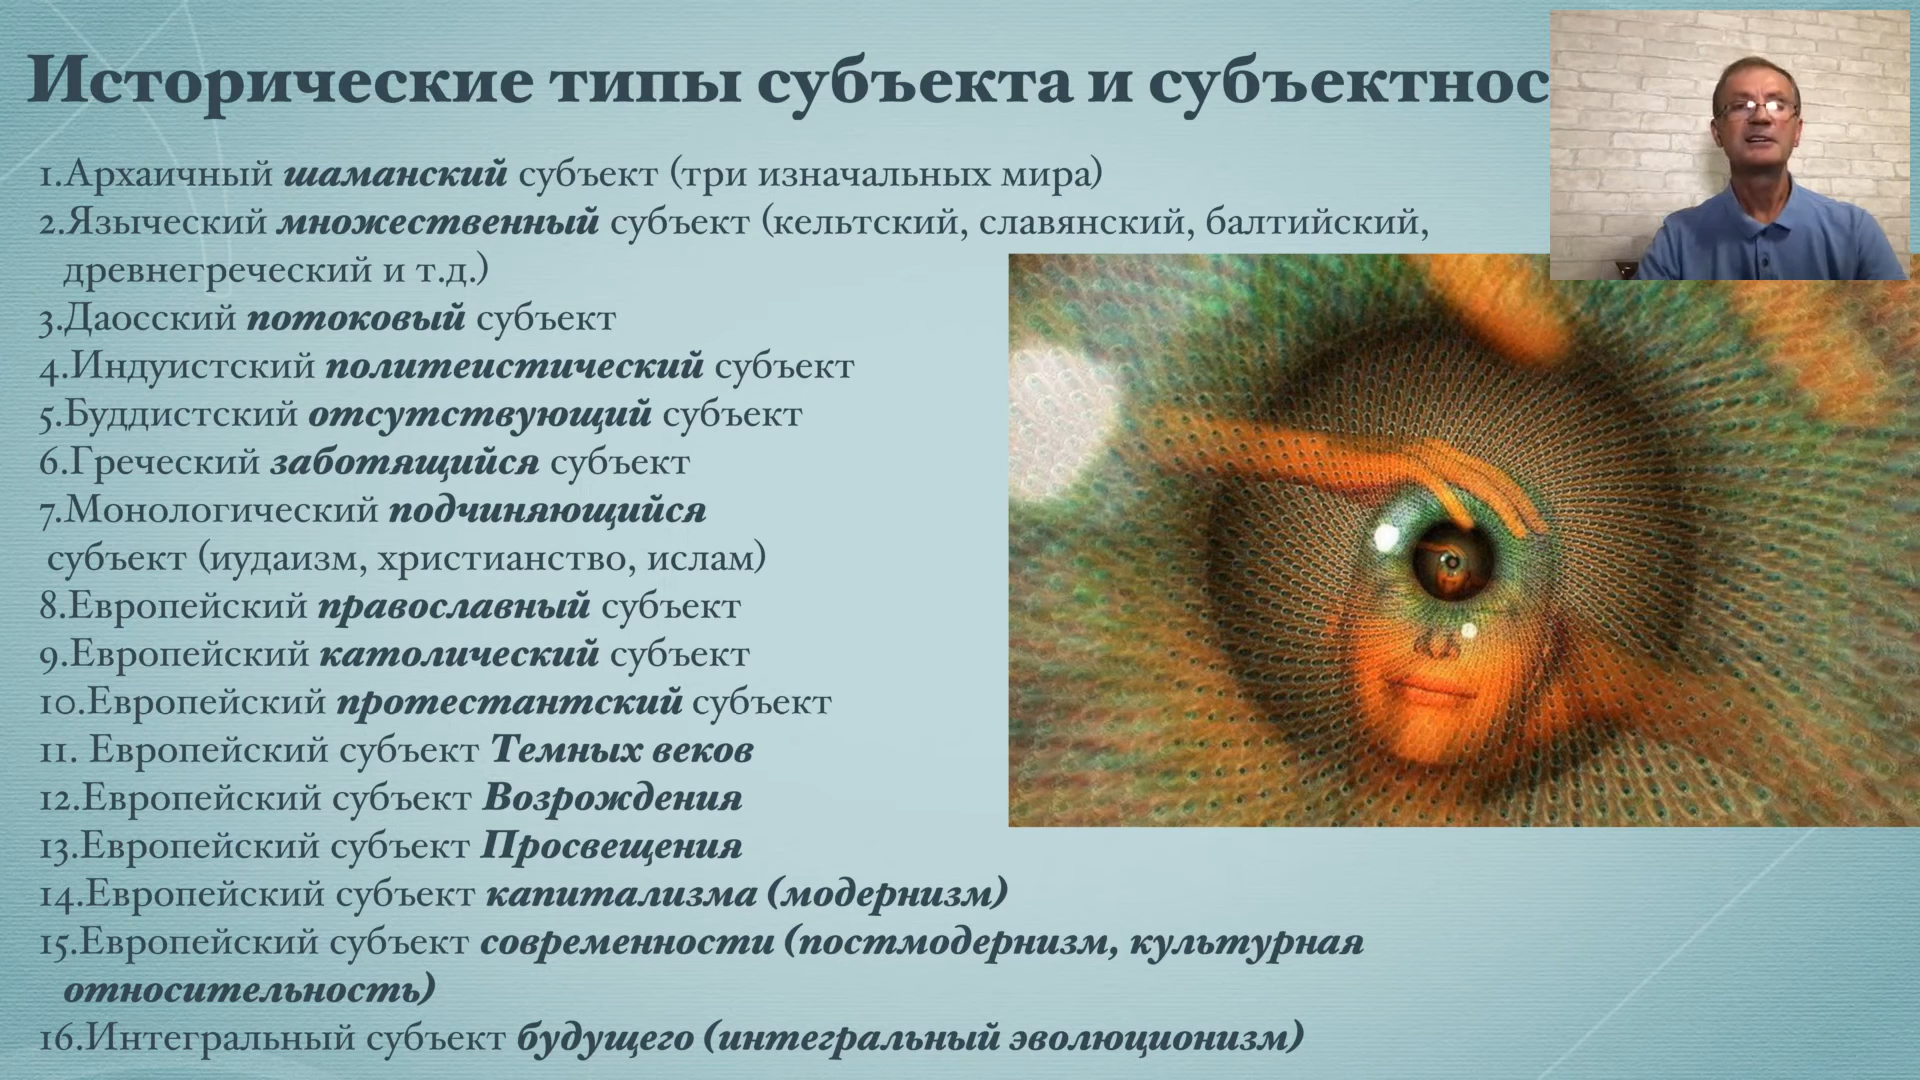 Исторические типы субъекта и субъектнос
1.Архаичный шаманский субъект (три изначальных мира)
2.Языческий множественный субъект (кельтский, славянский, балтийский,
древнегреческий и т.д.)
3.Даосский потоковый субъект
4.Индуистский политеистический субъект
5.Буддистский отсутствующий субъект
6.Греческий заботящийся субъект
7.Монологический подчиняющийся
субъект (иудаизм, христианство, ислам)
8.Европейский православный субъект
9.Европейский католический субъект
10.Европейский протестантский субъект
11. Европейский субъект Темных веков
12.Европейский субъект Возрождения
13.Европейский субъект Просвещения
14.Европейский субъект капитализма (модернизм)
15.Европейский субъект современности (постмодернизм, культурная
относительность)
16.Интегральный субъект будущего (интегральный эволюционизм)